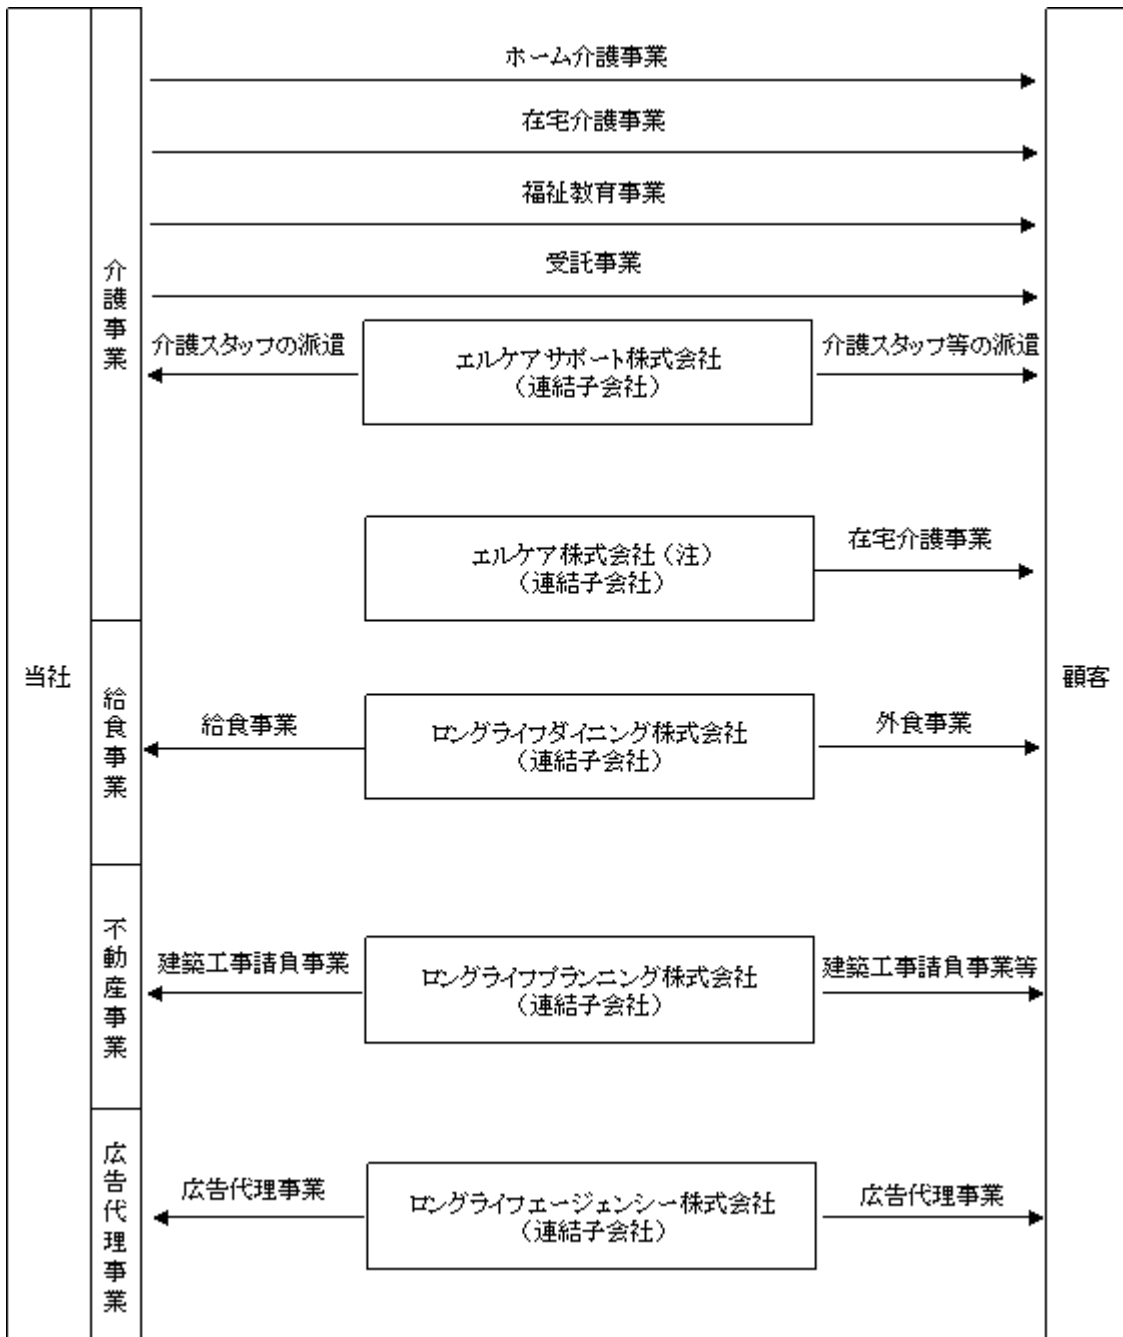 ホーム介護事業
在宅介護事業
福祉教育事業
受託事業
介護事業
介護スタッフの派遣
エルケアサポート株式会社
（連結子会社）
介護スタッフ等の派遣
エルケア株式会社（注）
（連結子会社）
在宅介護事業
当社
顧客
給食事業
給食事業
ロングライフダイニング株式会社
（連結子会社）
外食事業
不動産事業
建築工事請負事業
ロングライフプランニング株式会社
（連結子会社）
建築工事請負事業等
広告代理事業
広告代理事業
ロングライフエージェンシー株式会社
（連結子会社）
広告代理事業